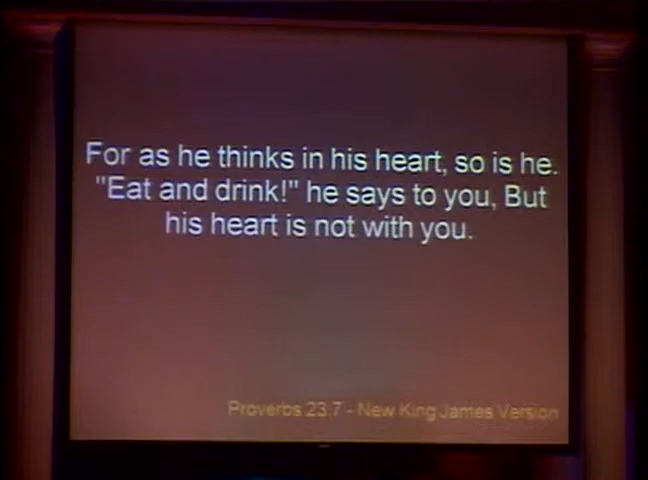 For as he thinks in his heart, so is he.
"Eat and drink!" he says to you, But
his heart is not with you.
Proverbs 23.7 - New King James Version